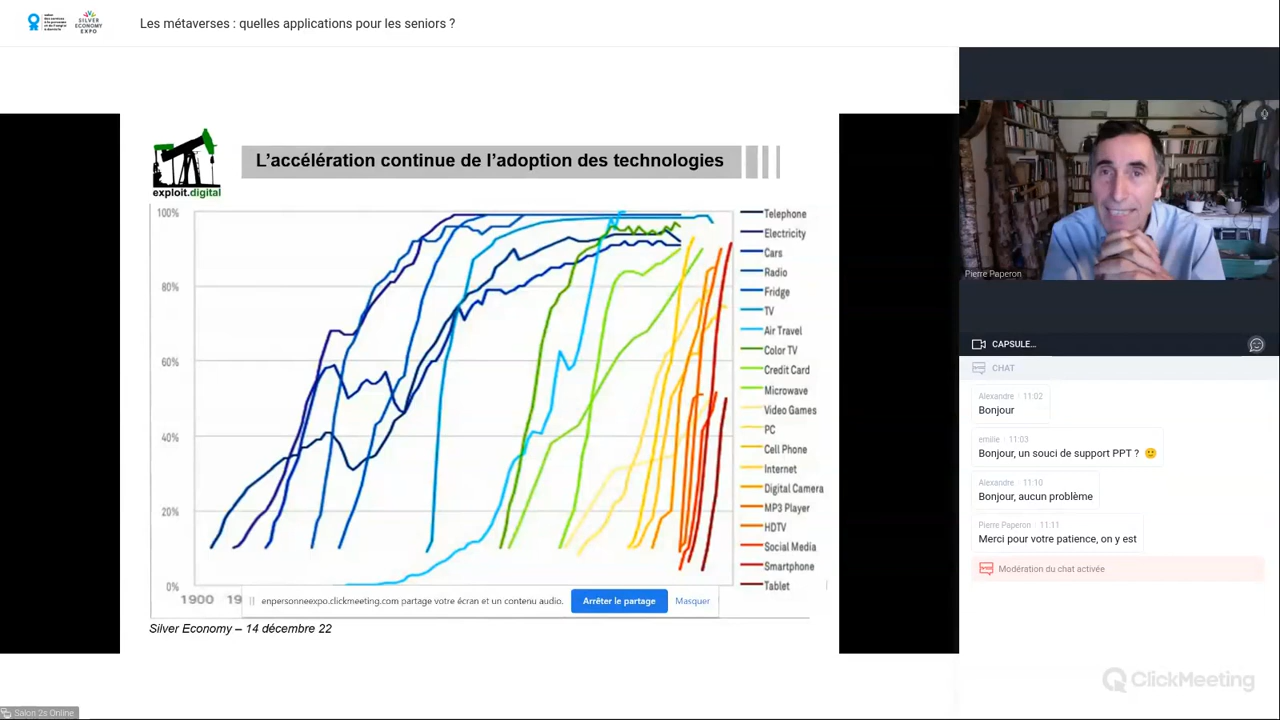 Les métaverses : quelles applications pour les seniors ?
SILVER
ECONOMY
EXPO
exploit.digital
L'accélération continue de l'adoption des technologies
100%
80%
60%
40%
20%
0%
1900
19
Telephone
Electricity
Cars
Radio
Fridge
TV
Air Travel
Color TV
Credit Card
Microwave
Video Games
PC
Cell Phone
Internet
Digital Camera
MP3 Player
HDTV
Social Media
Smartphone
Tablet
enpersonneexpo.clickmeeting.com partage votre écran et un contenu audio.
Arrêter le partage
Masquer
Silver Economy – 14 décembre 22
Salon 2s Online
Pierre Paperon
CAPSULE...
CHAT
Alexandre · 11:02
Bonjour
emilie · 11:03
Bonjour, un souci de support PPT ? 🙂
Alexandre · 11:10
Bonjour, aucun problème
Pierre Paperon · 11:11
Merci pour votre patience, on y est
Modération du chat activée
ClickMeeting